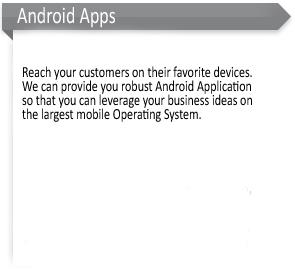 Android Apps
Reach your customers on their favorite devices.
We can provide you robust Android Application
so that you can leverage your business ideas on
the largest mobile Operating System.